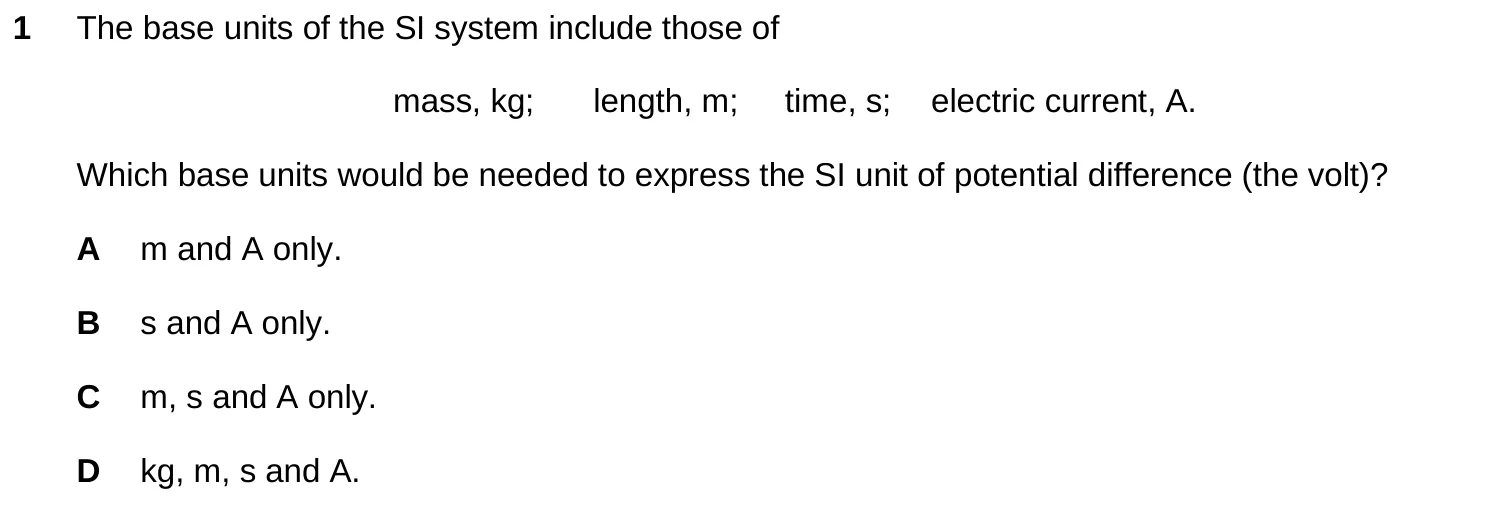 1 The base units of the SI system include those of
mass, kg; length, m; time, s; electric current, A.
Which base units would be needed to express the SI unit of potential difference (the volt)?
A m and A only.
B s and A only.
C m, s and A only.
D kg, m, s and A.